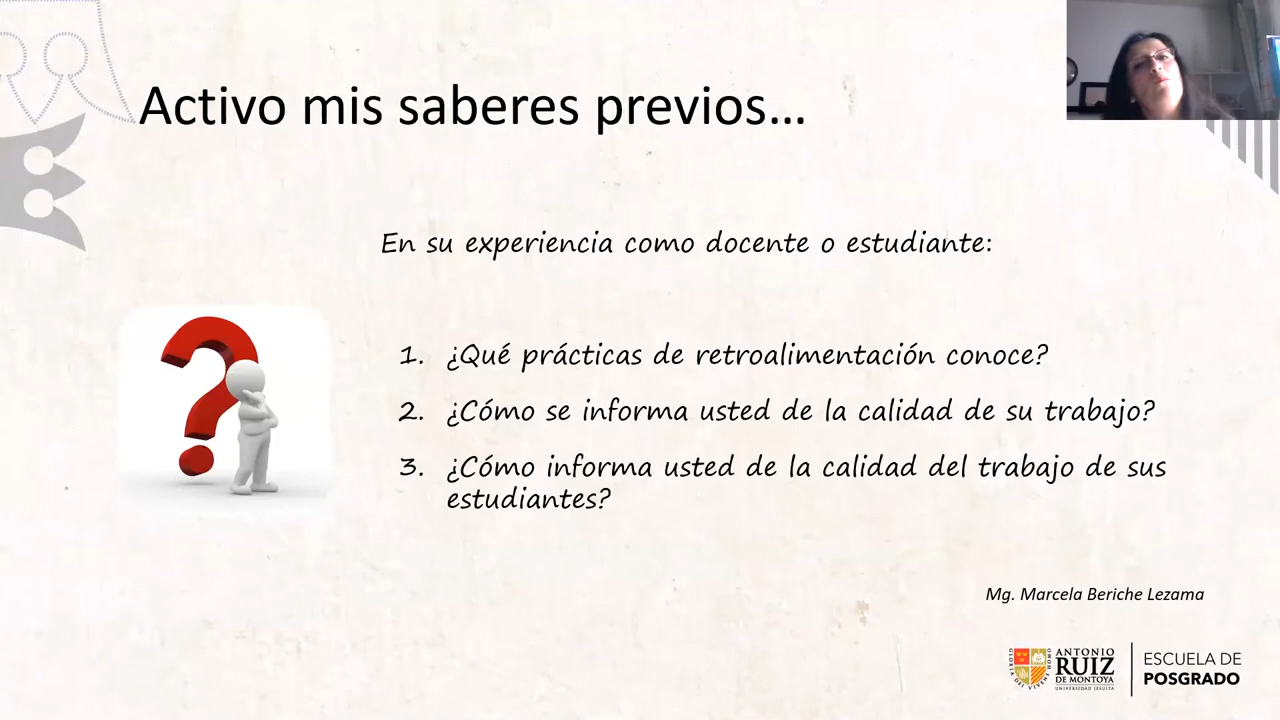 Activo mis saberes previos...
En su experiencia como docente o estudiante:
1. ¿Qué prácticas de retroalimentación conoce?
2. ¿Cómo se informa usted de la calidad de su trabajo?
3. ¿Cómo informa usted de la calidad del trabajo de sus
estudiantes?
Mg. Marcela Beriche Lezama
ANTONIO
RUIZ
DE MONTOYA
UNIVERSIDAD JESUITA
ESCUELA DE
POSGRADO